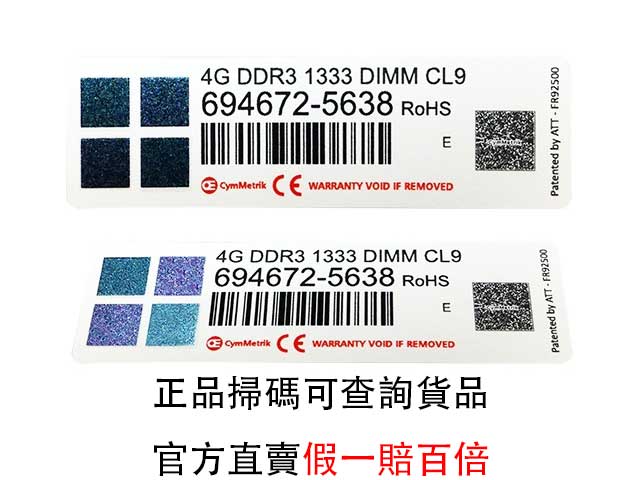 4G DDR3 1333 DIMM CL9
694672-5638 RoHS
E
CymMetrik CE WARRANTY VOID IF REMOVED
Patented by ATT - FR92500
4G DDR3 1333 DIMM CL9
694672-5638 RoHS
E
CymMetrik CE WARRANTY VOID IF REMOVED
Patented by ATT - FR92500
正品掃碼可查詢貨品
官方直賣假一賠百倍